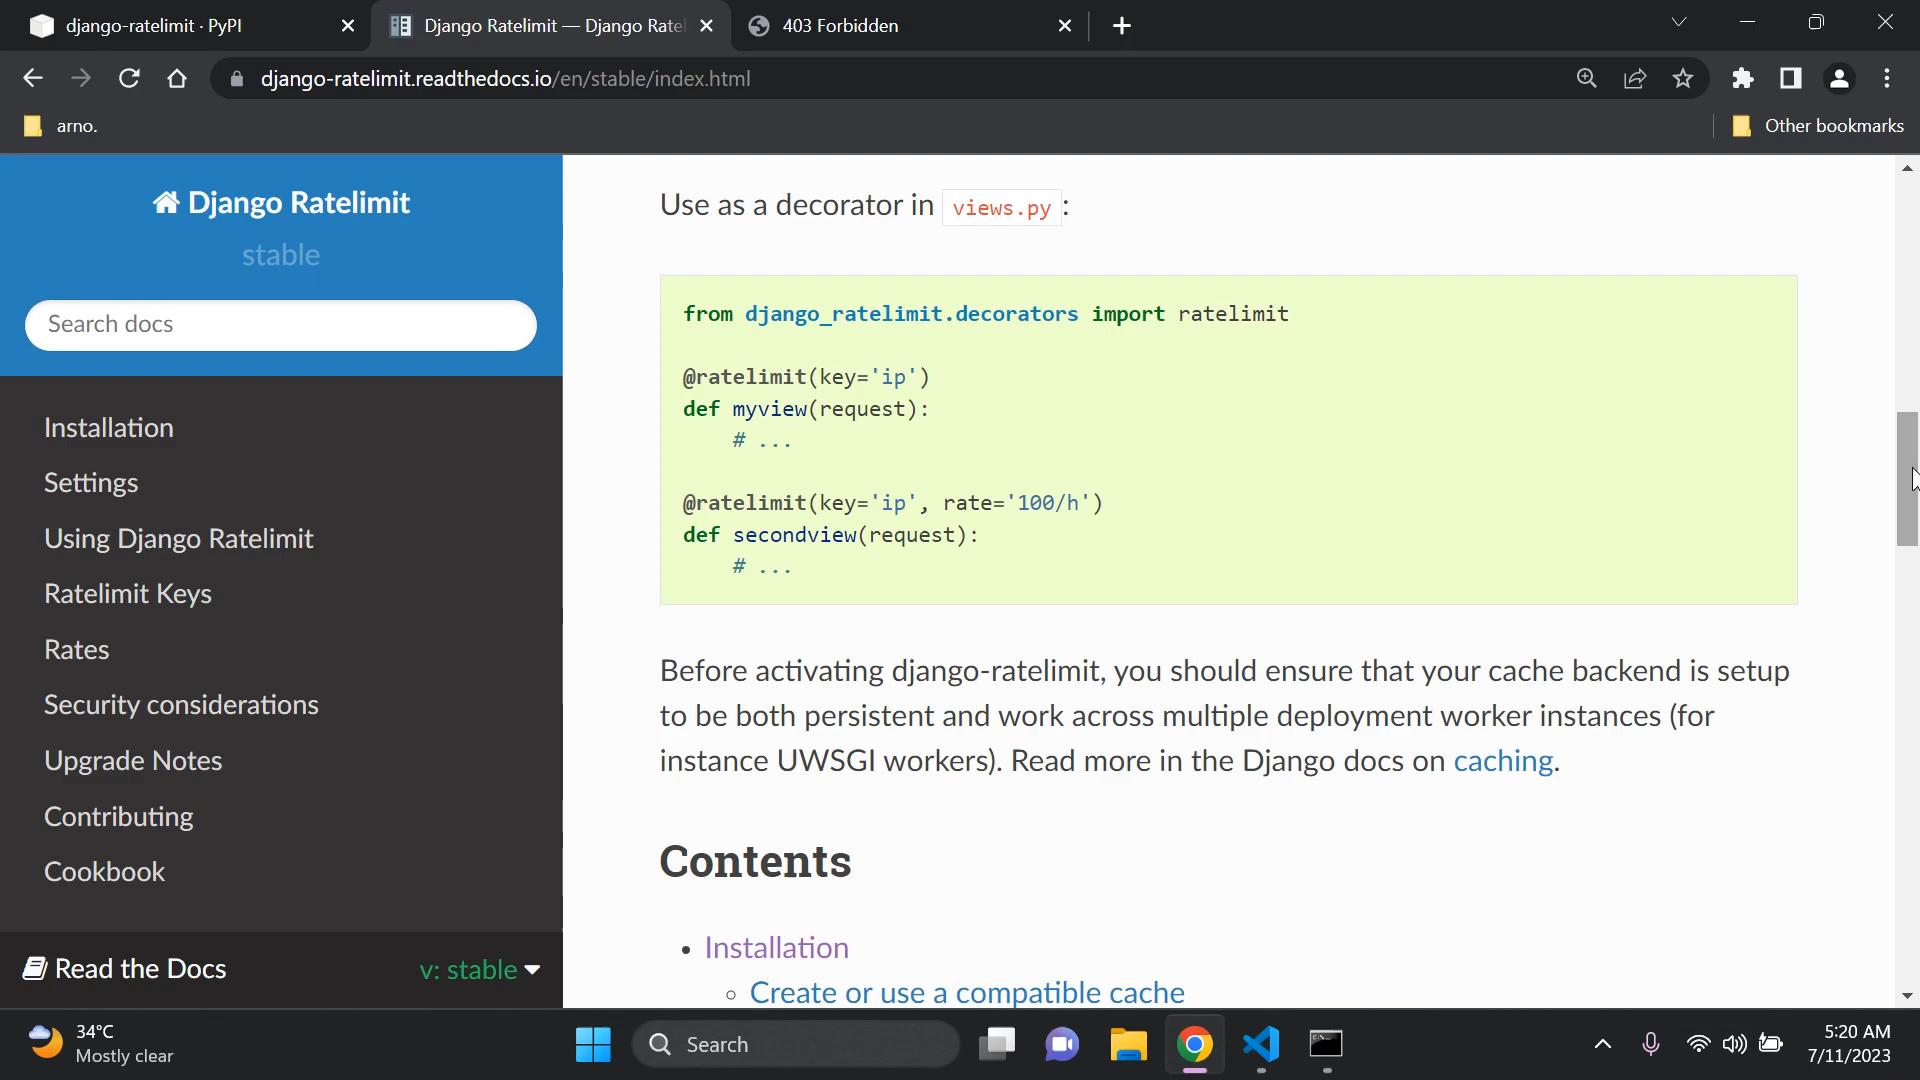 django-ratelimit · PyPI
Django Ratelimit — Django Rate
403 Forbidden
django-ratelimit.readthedocs.io/en/stable/index.html
arno.
Other bookmarks
Django Ratelimit
stable
Search docs
Installation
Settings
Using Django Ratelimit
Ratelimit Keys
Rates
Security considerations
Upgrade Notes
Contributing
Cookbook
Read the Docs
v: stable
Use as a decorator in views.py:
from django_ratelimit.decorators import ratelimit
@ratelimit(key='ip')
def myview(request):
# ...
@ratelimit(key='ip', rate='100/h')
def secondview(request):
# ...
Before activating django-ratelimit, you should ensure that your cache backend is setup
to be both persistent and work across multiple deployment worker instances (for
instance UWSGI workers). Read more in the Django docs on caching.
Contents
• Installation
◦ Create or use a compatible cache
34°C
Mostly clear
Search
5:20 AM
7/11/2023